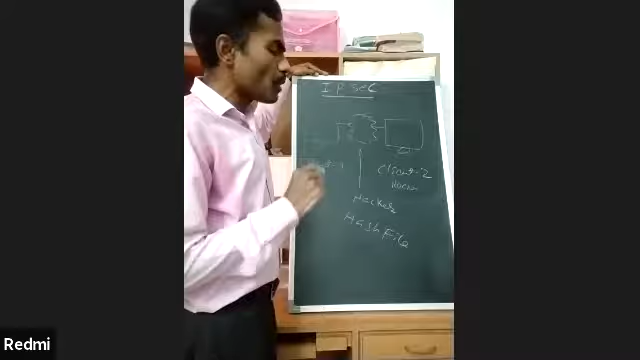 IPSEC
Client-2
Hacker
Hash File
Redmi